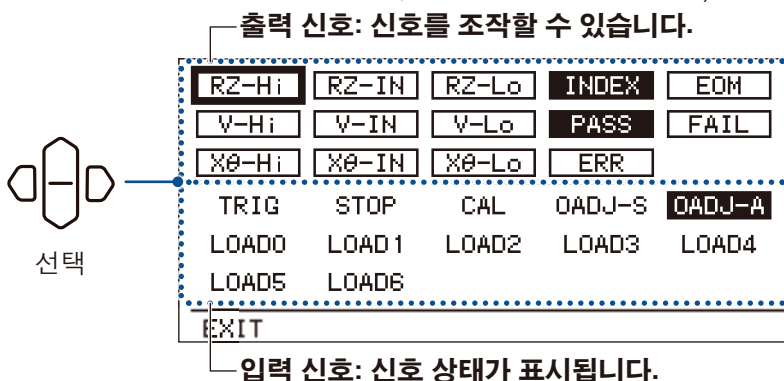 출력 신호: 신호를 조작할 수 있습니다.
RZ-Hi RZ-IN RZ-Lo INDEX EOM
V-Hi V-IN V-Lo PASS FAIL
Xθ-Hi Xθ-IN Xθ-Lo ERR
TRIG STOP CAL OADJ-S OADJ-A
선택
LOAD0 LOAD1 LOAD2 LOAD3 LOAD4
LOAD5 LOAD6
EXIT
입력 신호: 신호 상태가 표시됩니다.